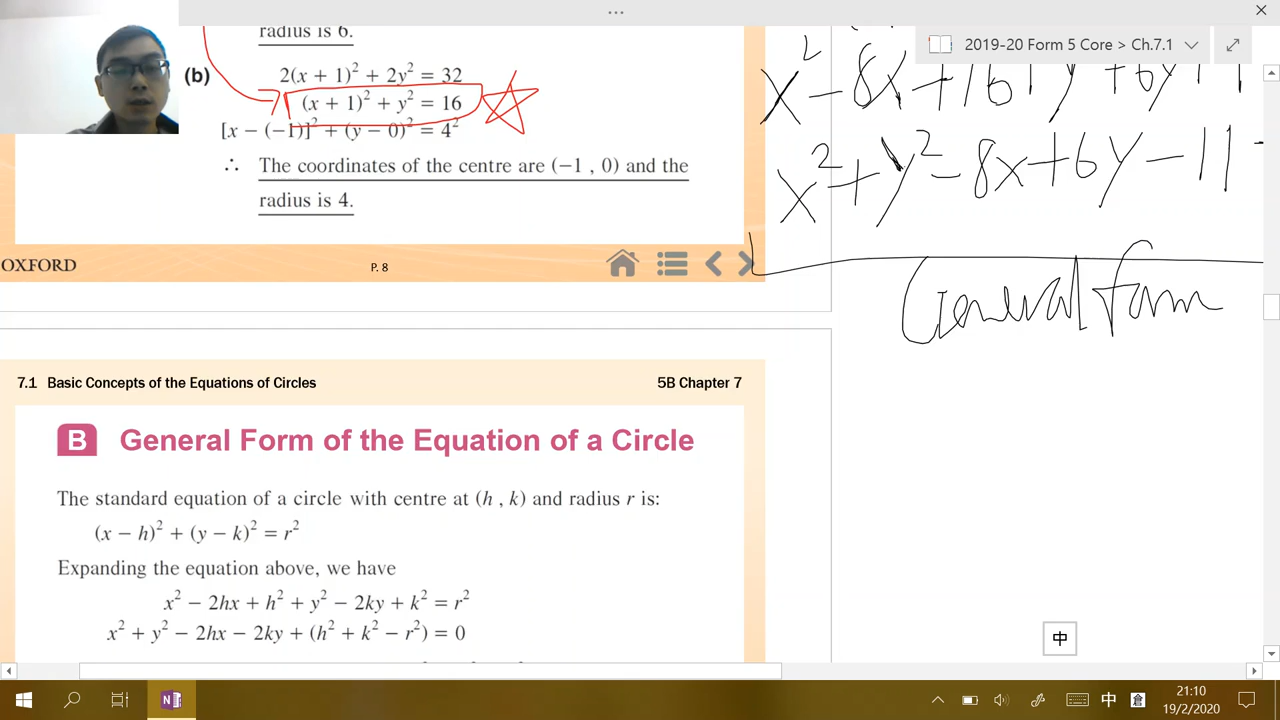 2019-20 Form 5 Core > Ch.7.1
radius is 6.
(b)
2(x + 1)² + 2y² = 32
(x + 1)² + y² = 16
[x − (−1)]² + (y − 0)² = 4²
∴ The coordinates of the centre are (−1 , 0) and the
radius is 4.
OXFORD
P. 8
x² − 8x + 16
x² + y² − 8x + 6y − 11
General form
7.1 Basic Concepts of the Equations of Circles
5B Chapter 7
B General Form of the Equation of a Circle
The standard equation of a circle with centre at (h , k) and radius r is:
(x − h)² + (y − k)² = r²
Expanding the equation above, we have
x² − 2hx + h² + y² − 2ky + k² = r²
x² + y² − 2hx − 2ky + (h² + k² − r²) = 0
中
中
倉
21:10
19/2/2020